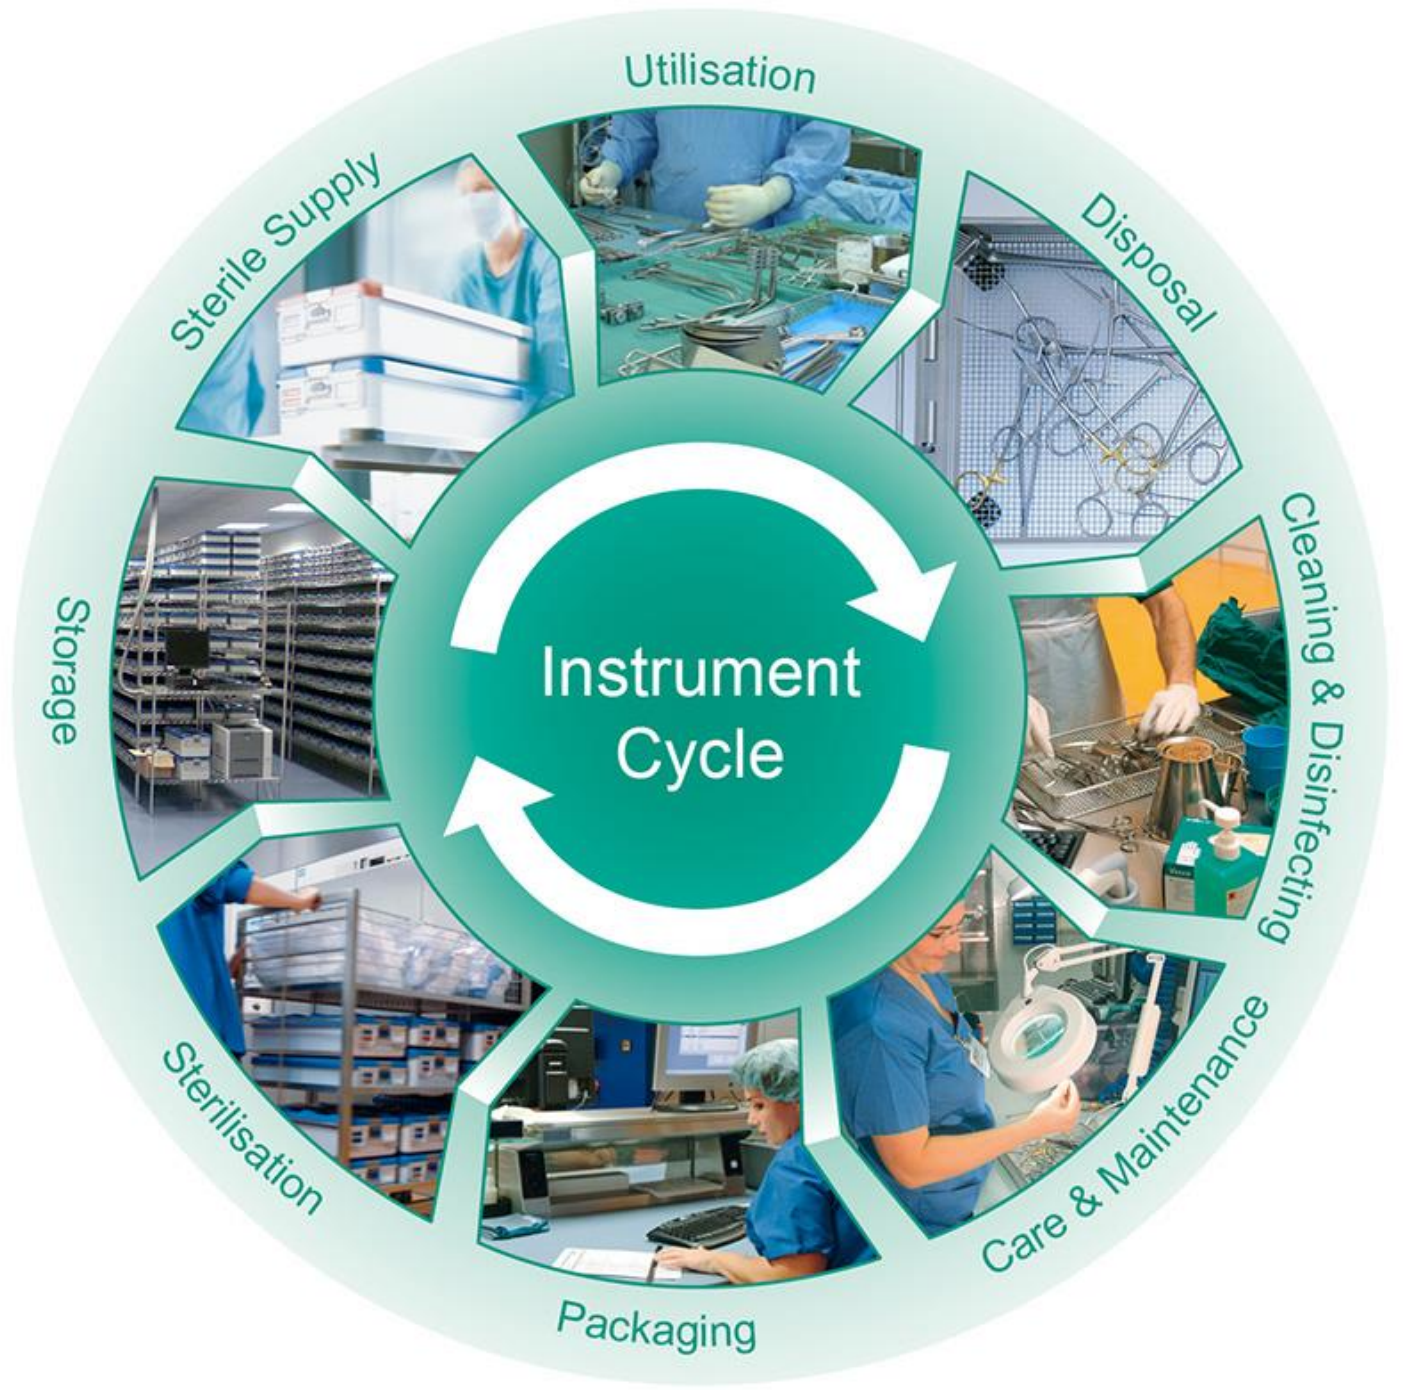 Utilisation
Disposal
Cleaning & Disinfecting
Care & Maintenance
Packaging
Sterilisation
Storage
Sterile Supply
Instrument
Cycle